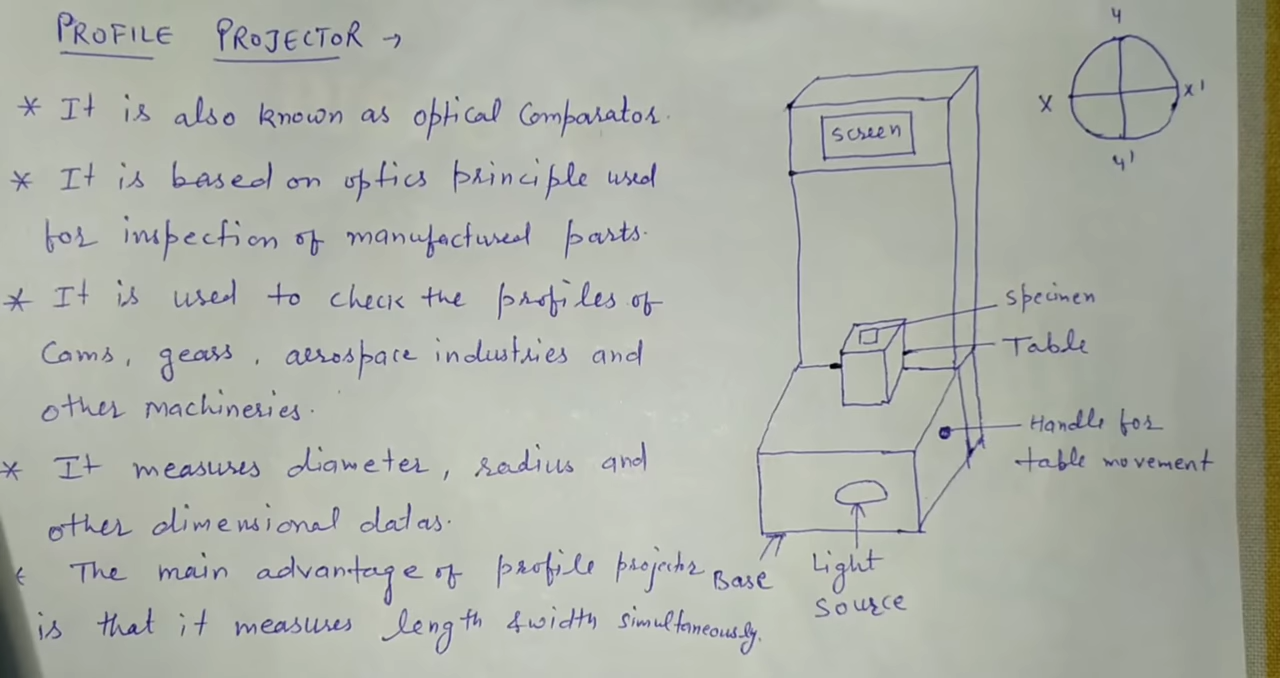 PROFILE PROJECTOR →
* It is also known as optical Comparator.
* It is based on optics principle used
for inspection of manufactured parts.
* It is used to check the profiles of
Cams, gears, aerospace industries and
other machineries.
* It measures diameter, radius and
other dimensional datas.
* The main advantage of profile projector
is that it measures length & width simultaneously.
Y
X
X'
Y'
Screen
Specimen
Table
Handle for
table movement
Base
Light
Source